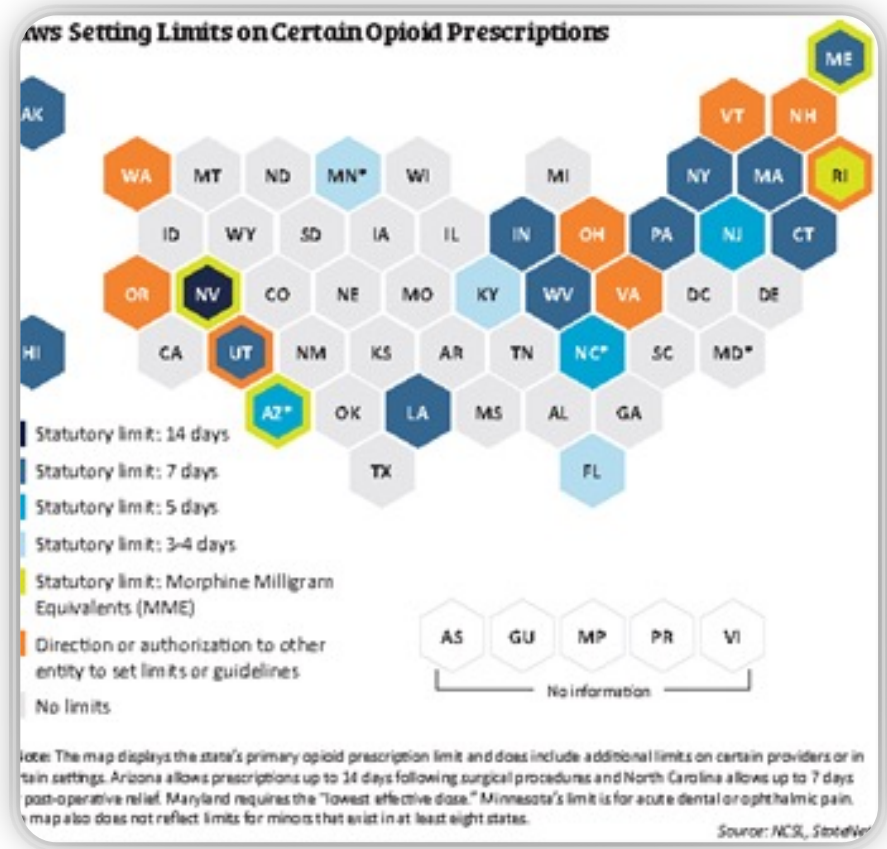 aws Setting Limits on Certain Opioid Prescriptions
ME
AK
VT NH
WA MT ND MN* WI MI NY MA RI
ID WY SD IA IL IN OH PA NJ CT
OR NV CO NE MO KY WV VA DC DE
HI CA UT NM KS AR TN NC* SC MD*
AZ* OK LA MS AL GA
TX FL
Statutory limit: 14 days
Statutory limit: 7 days
Statutory limit: 5 days
Statutory limit: 3-4 days
Statutory limit: Morphine Milligram
Equivalents (MME)
Direction or authorization to other
entity to set limits or guidelines
No limits
AS GU MP PR VI
No information
ote: The map displays the state's primary opioid prescription limit and does include additional limits on certain providers or in
tain settings. Arizona allows prescriptions up to 14 days following surgical procedures and North Carolina allows up to 7 days
post-operative relief. Maryland requires the "lowest effective dose." Minnesota's limit is for acute dental or ophthalmic pain.
map also does not reflect limits for minors that exist in at least eight states.
Source: NCSL, StateNet